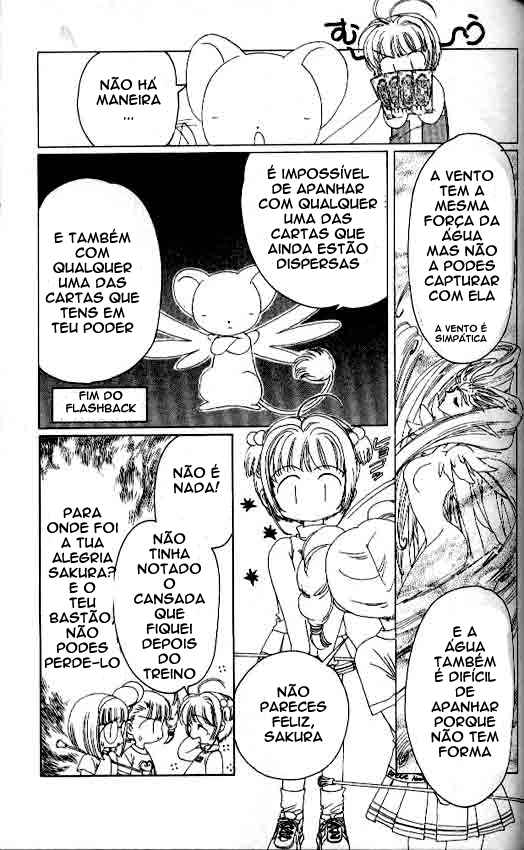 む〜う
NÃO HÁ
MANEIRA
...
É IMPOSSÍVEL
DE APANHAR
COM QUALQUER
UMA DAS
CARTAS QUE
AINDA ESTÃO
DISPERSAS
E TAMBÉM
COM
QUALQUER
UMA DAS
CARTAS QUE
TENS EM
TEU PODER
FIM DO
FLASHBACK
A VENTO
TEM A
MESMA
FORÇA DA
ÁGUA
MAS NÃO
A PODES
CAPTURAR
COM ELA
A VENTO É
SIMPÁTICA
E A
ÁGUA
TAMBÉM
É DIFÍCIL
DE
APANHAR
PORQUE
NÃO TEM
FORMA
NÃO
PARECES
FELIZ,
SAKURA
NÃO É
NADA!
NÃO
TINHA
NOTADO
O
CANSADA
QUE
FIQUEI
DEPOIS
DO
TREINO
PARA
ONDE FOI
A TUA
ALEGRIA
SAKURA?
E O
TEU
BASTÃO,
NÃO
PODES
PERDE-LO